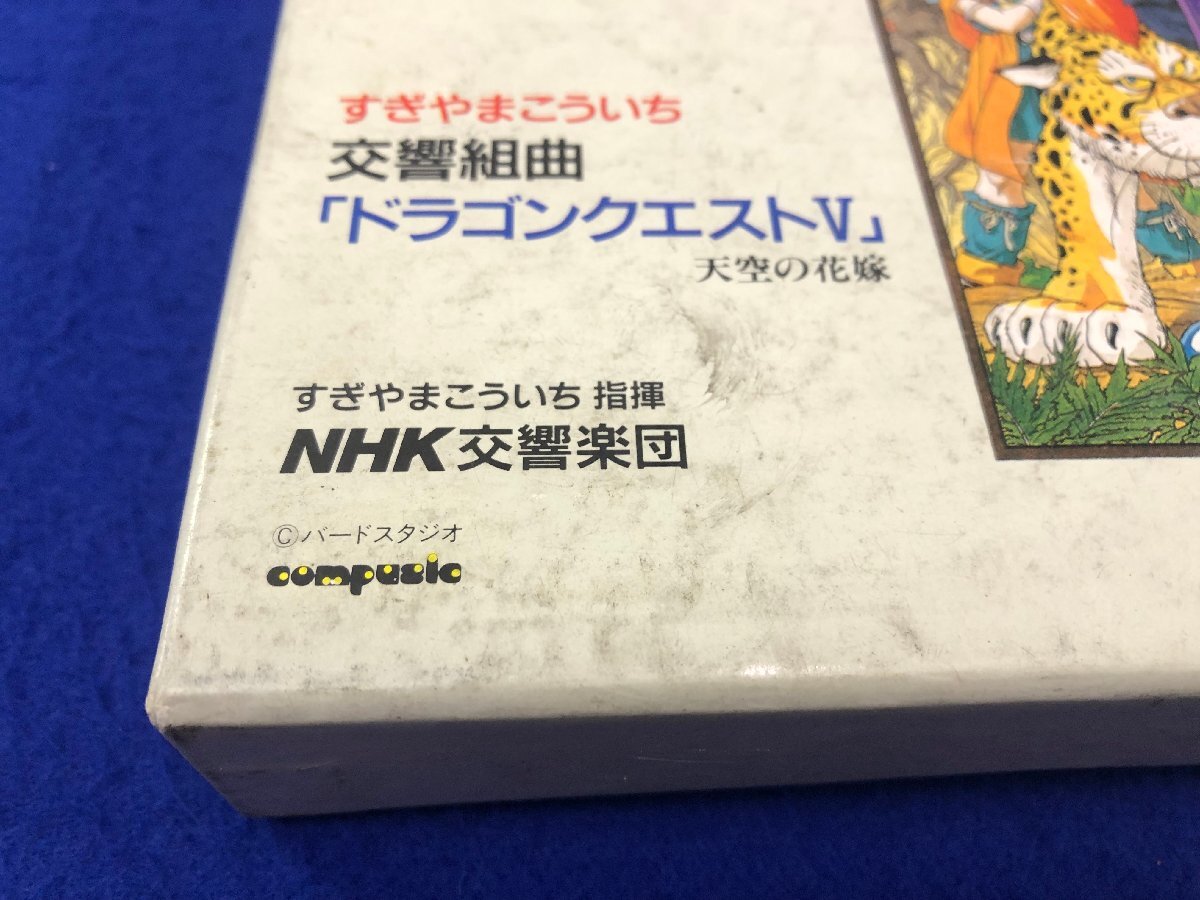 すぎやまこういち
交響組曲
「ドラゴンクエストⅤ」
天空の花嫁
すぎやまこういち 指揮
NHK交響楽団
©バードスタジオ
compusic